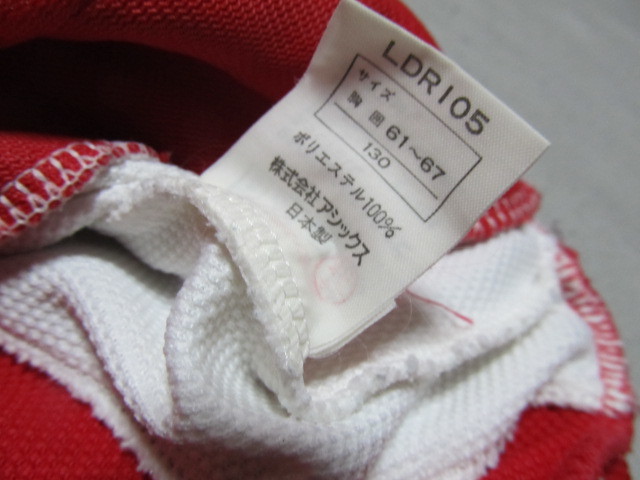 LDR105
サイズ
胸囲 61〜67
130
ポリエステル100%
株式会社アシックス
日本製